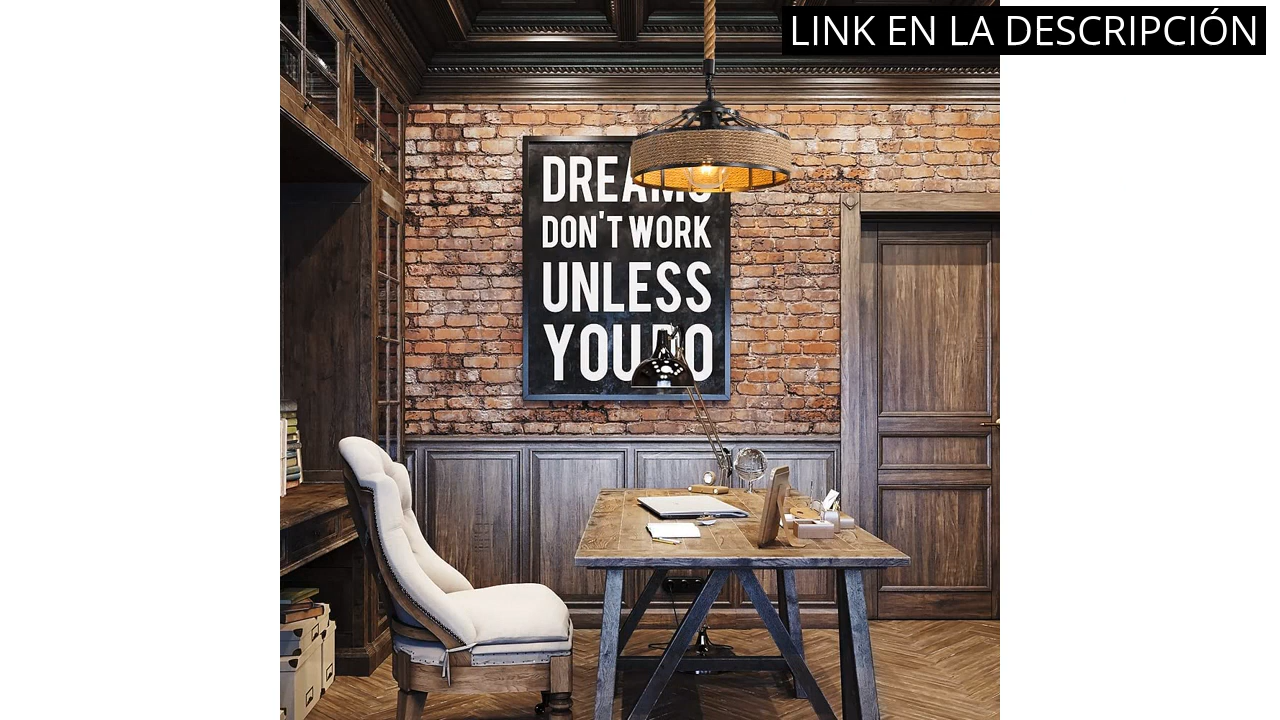 LINK EN LA DESCRIPCIÓN
DREAMS
DON'T WORK
UNLESS
YOU DO